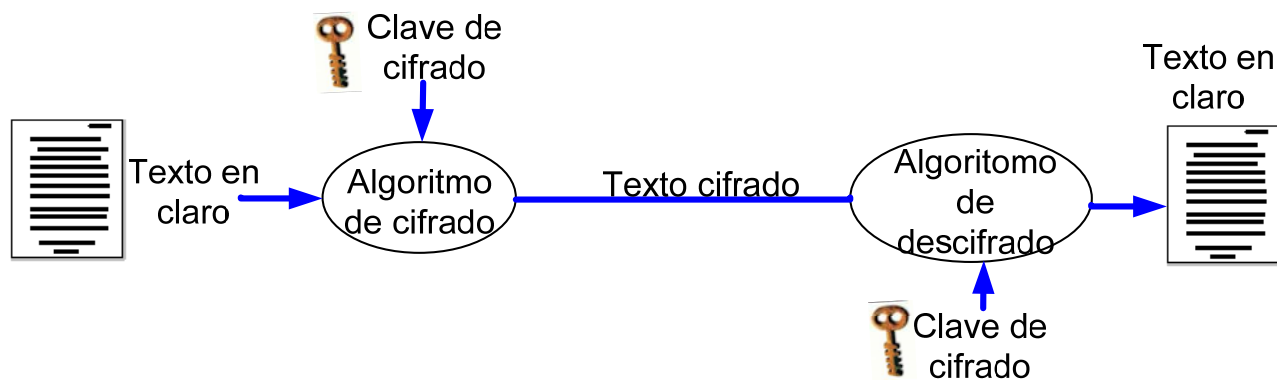 Clave de
cifrado
Texto en
claro
Texto en
claro
Algoritmo
de cifrado
Texto cifrado
Algoritomo
de
descifrado
Clave de
cifrado